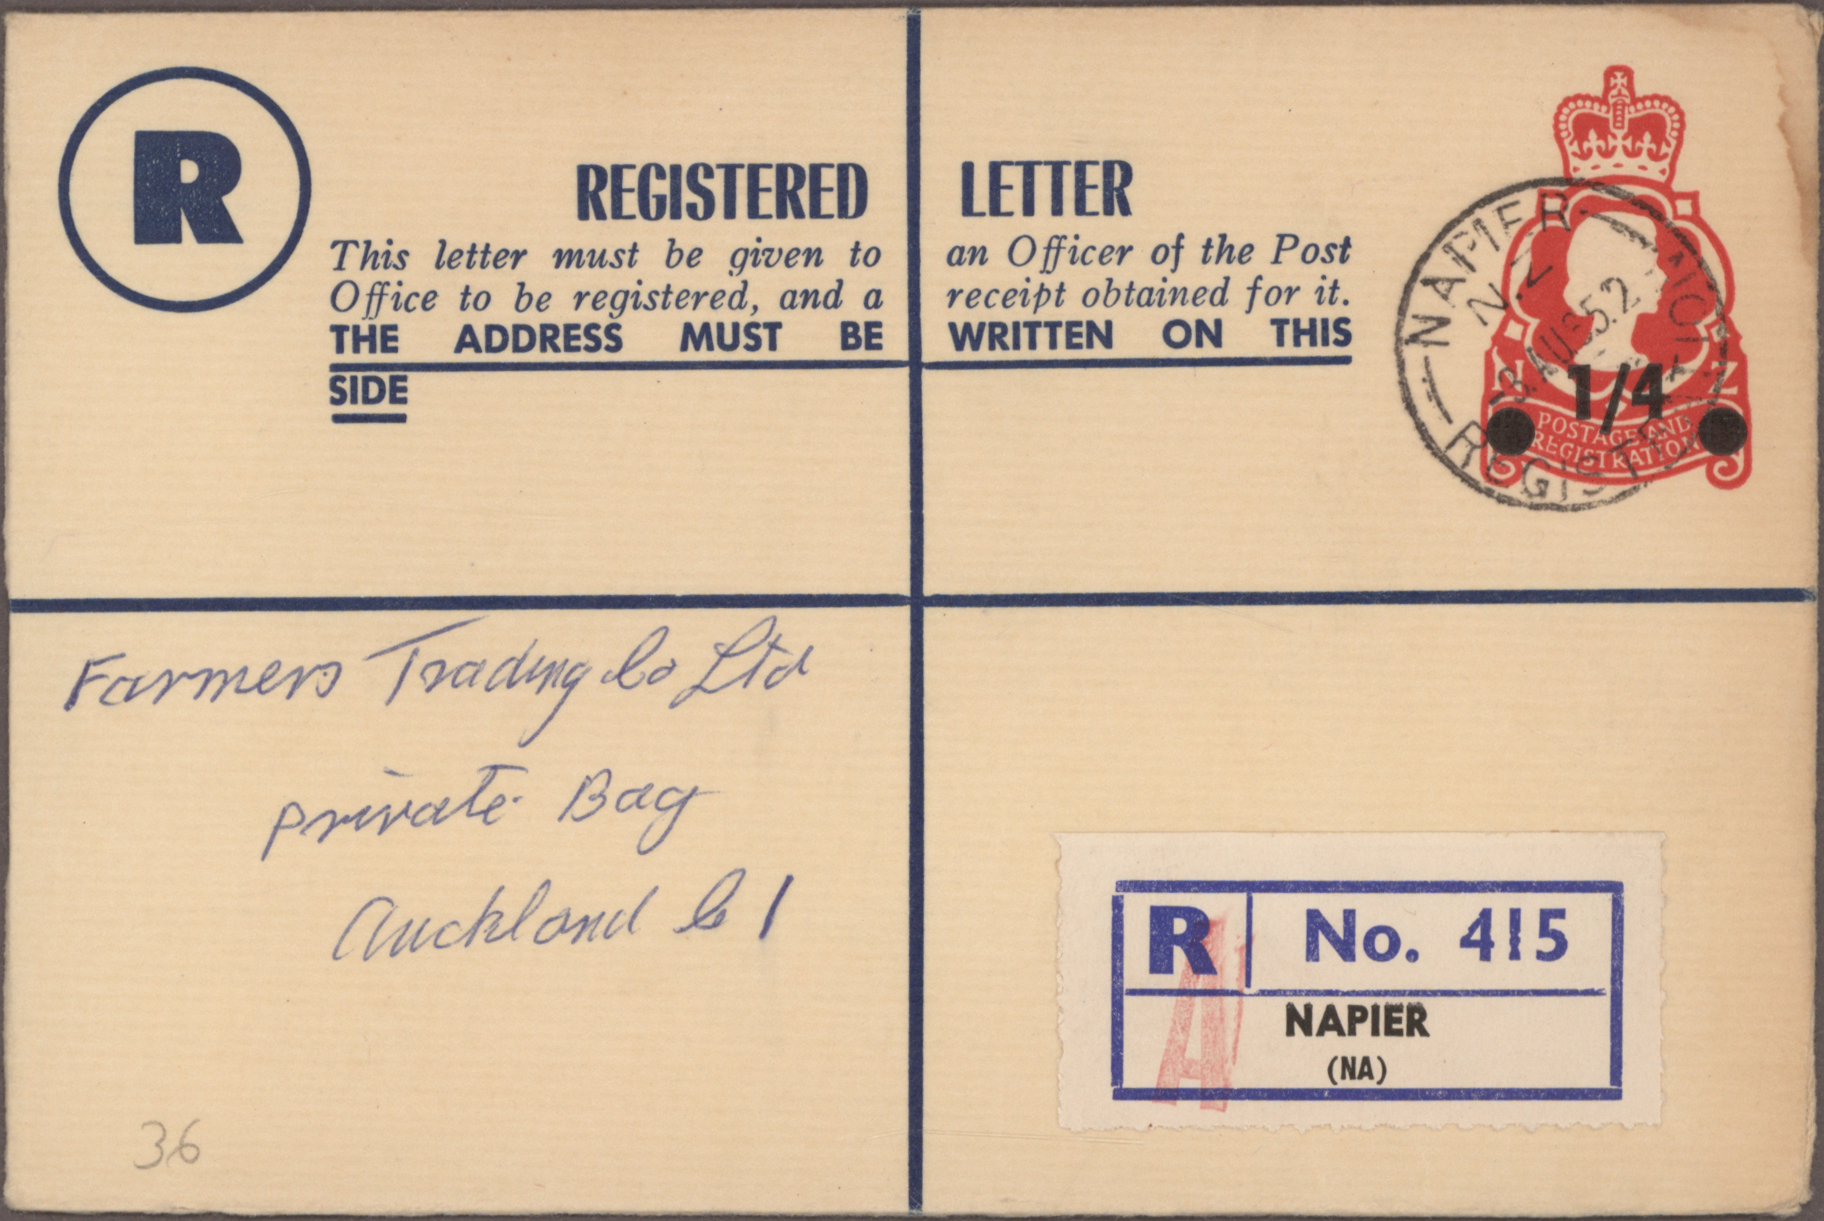 R
REGISTERED LETTER
This letter must be given to an Officer of the Post
Office to be registered, and a receipt obtained for it.
THE ADDRESS MUST BE WRITTEN ON THIS
SIDE
NAPIER
N.Z
REGIST
N Z
1/4
POSTAGE AND
REGISTRATION
Farmers Trading Co Ltd
Private Bag
Auckland C1
R No. 415
NAPIER
(NA)
A
36